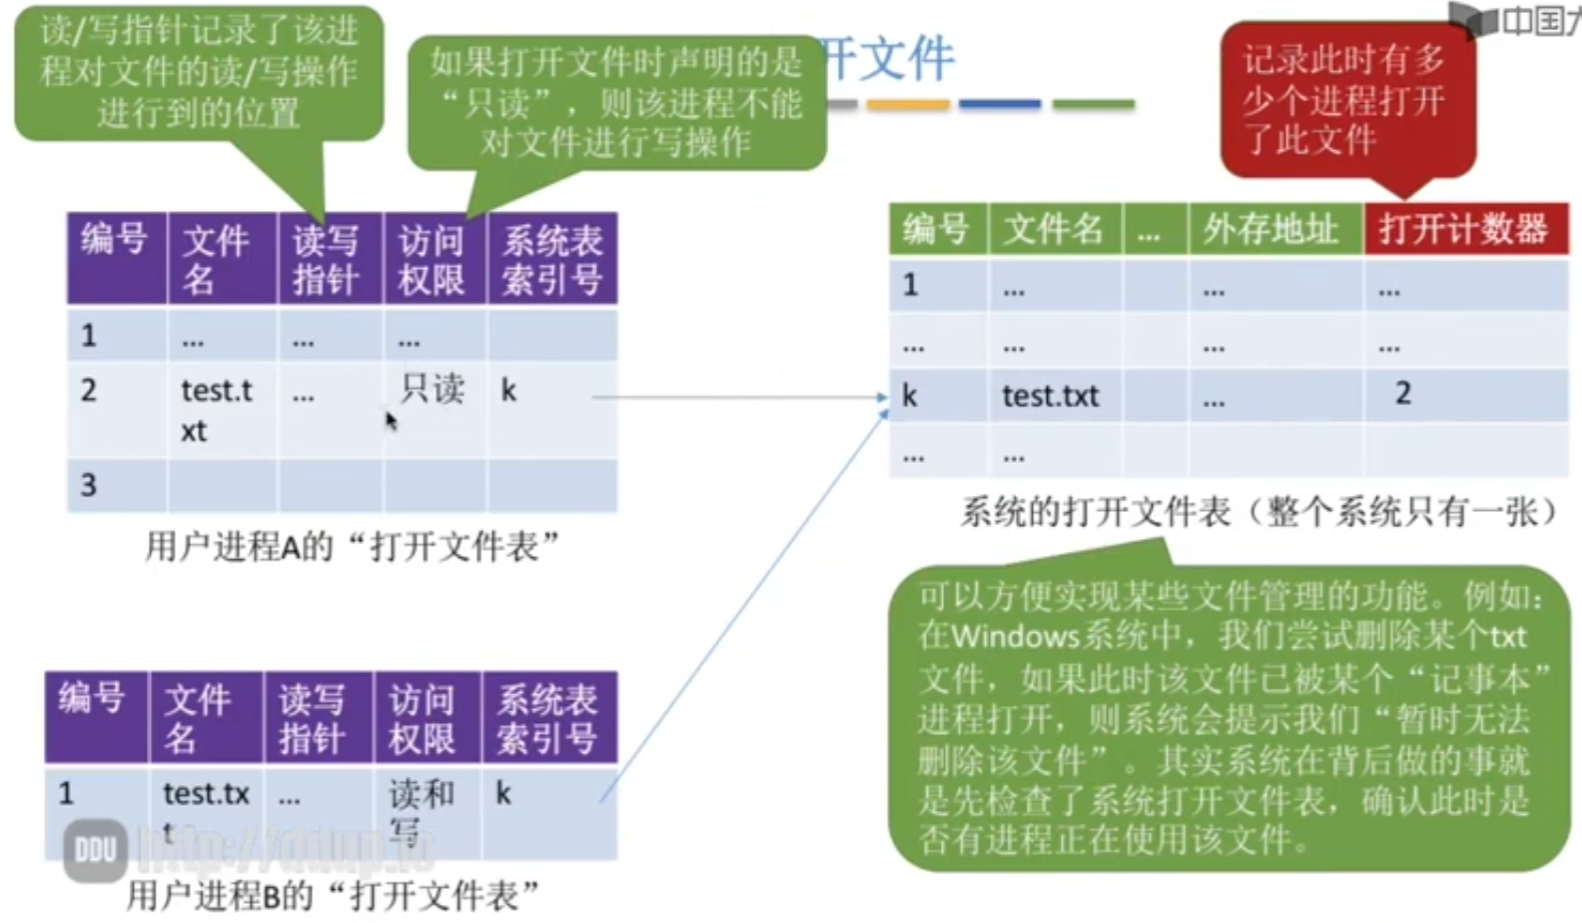 读/写指针记录了该进
程对文件的读/写操作
进行到的位置
如果打开文件时声明的是
“只读”，则该进程不能
对文件进行写操作
开文件
中国大
记录此时有多
少个进程打开
了此文件
编号 文件名 读写指针 访问权限 系统表索引号
1 ... ... ...
2 test.txt ... 只读 k
3
用户进程A的“打开文件表”
编号 文件名 ... 外存地址 打开计数器
1 ... ... ...
... ... ... ...
k test.txt ... 2
... ...
系统的打开文件表（整个系统只有一张）
可以方便实现某些文件管理的功能。例如：
在Windows系统中，我们尝试删除某个txt
文件，如果此时该文件已被某个“记事本”
进程打开，则系统会提示我们“暂时无法
删除该文件”。其实系统在背后做的事就
是先检查了系统打开文件表，确认此时是
否有进程正在使用该文件。
编号 文件名 读写指针 访问权限 系统表索引号
1 test.txt ... 读和写 k
DDU
用户进程B的“打开文件表”